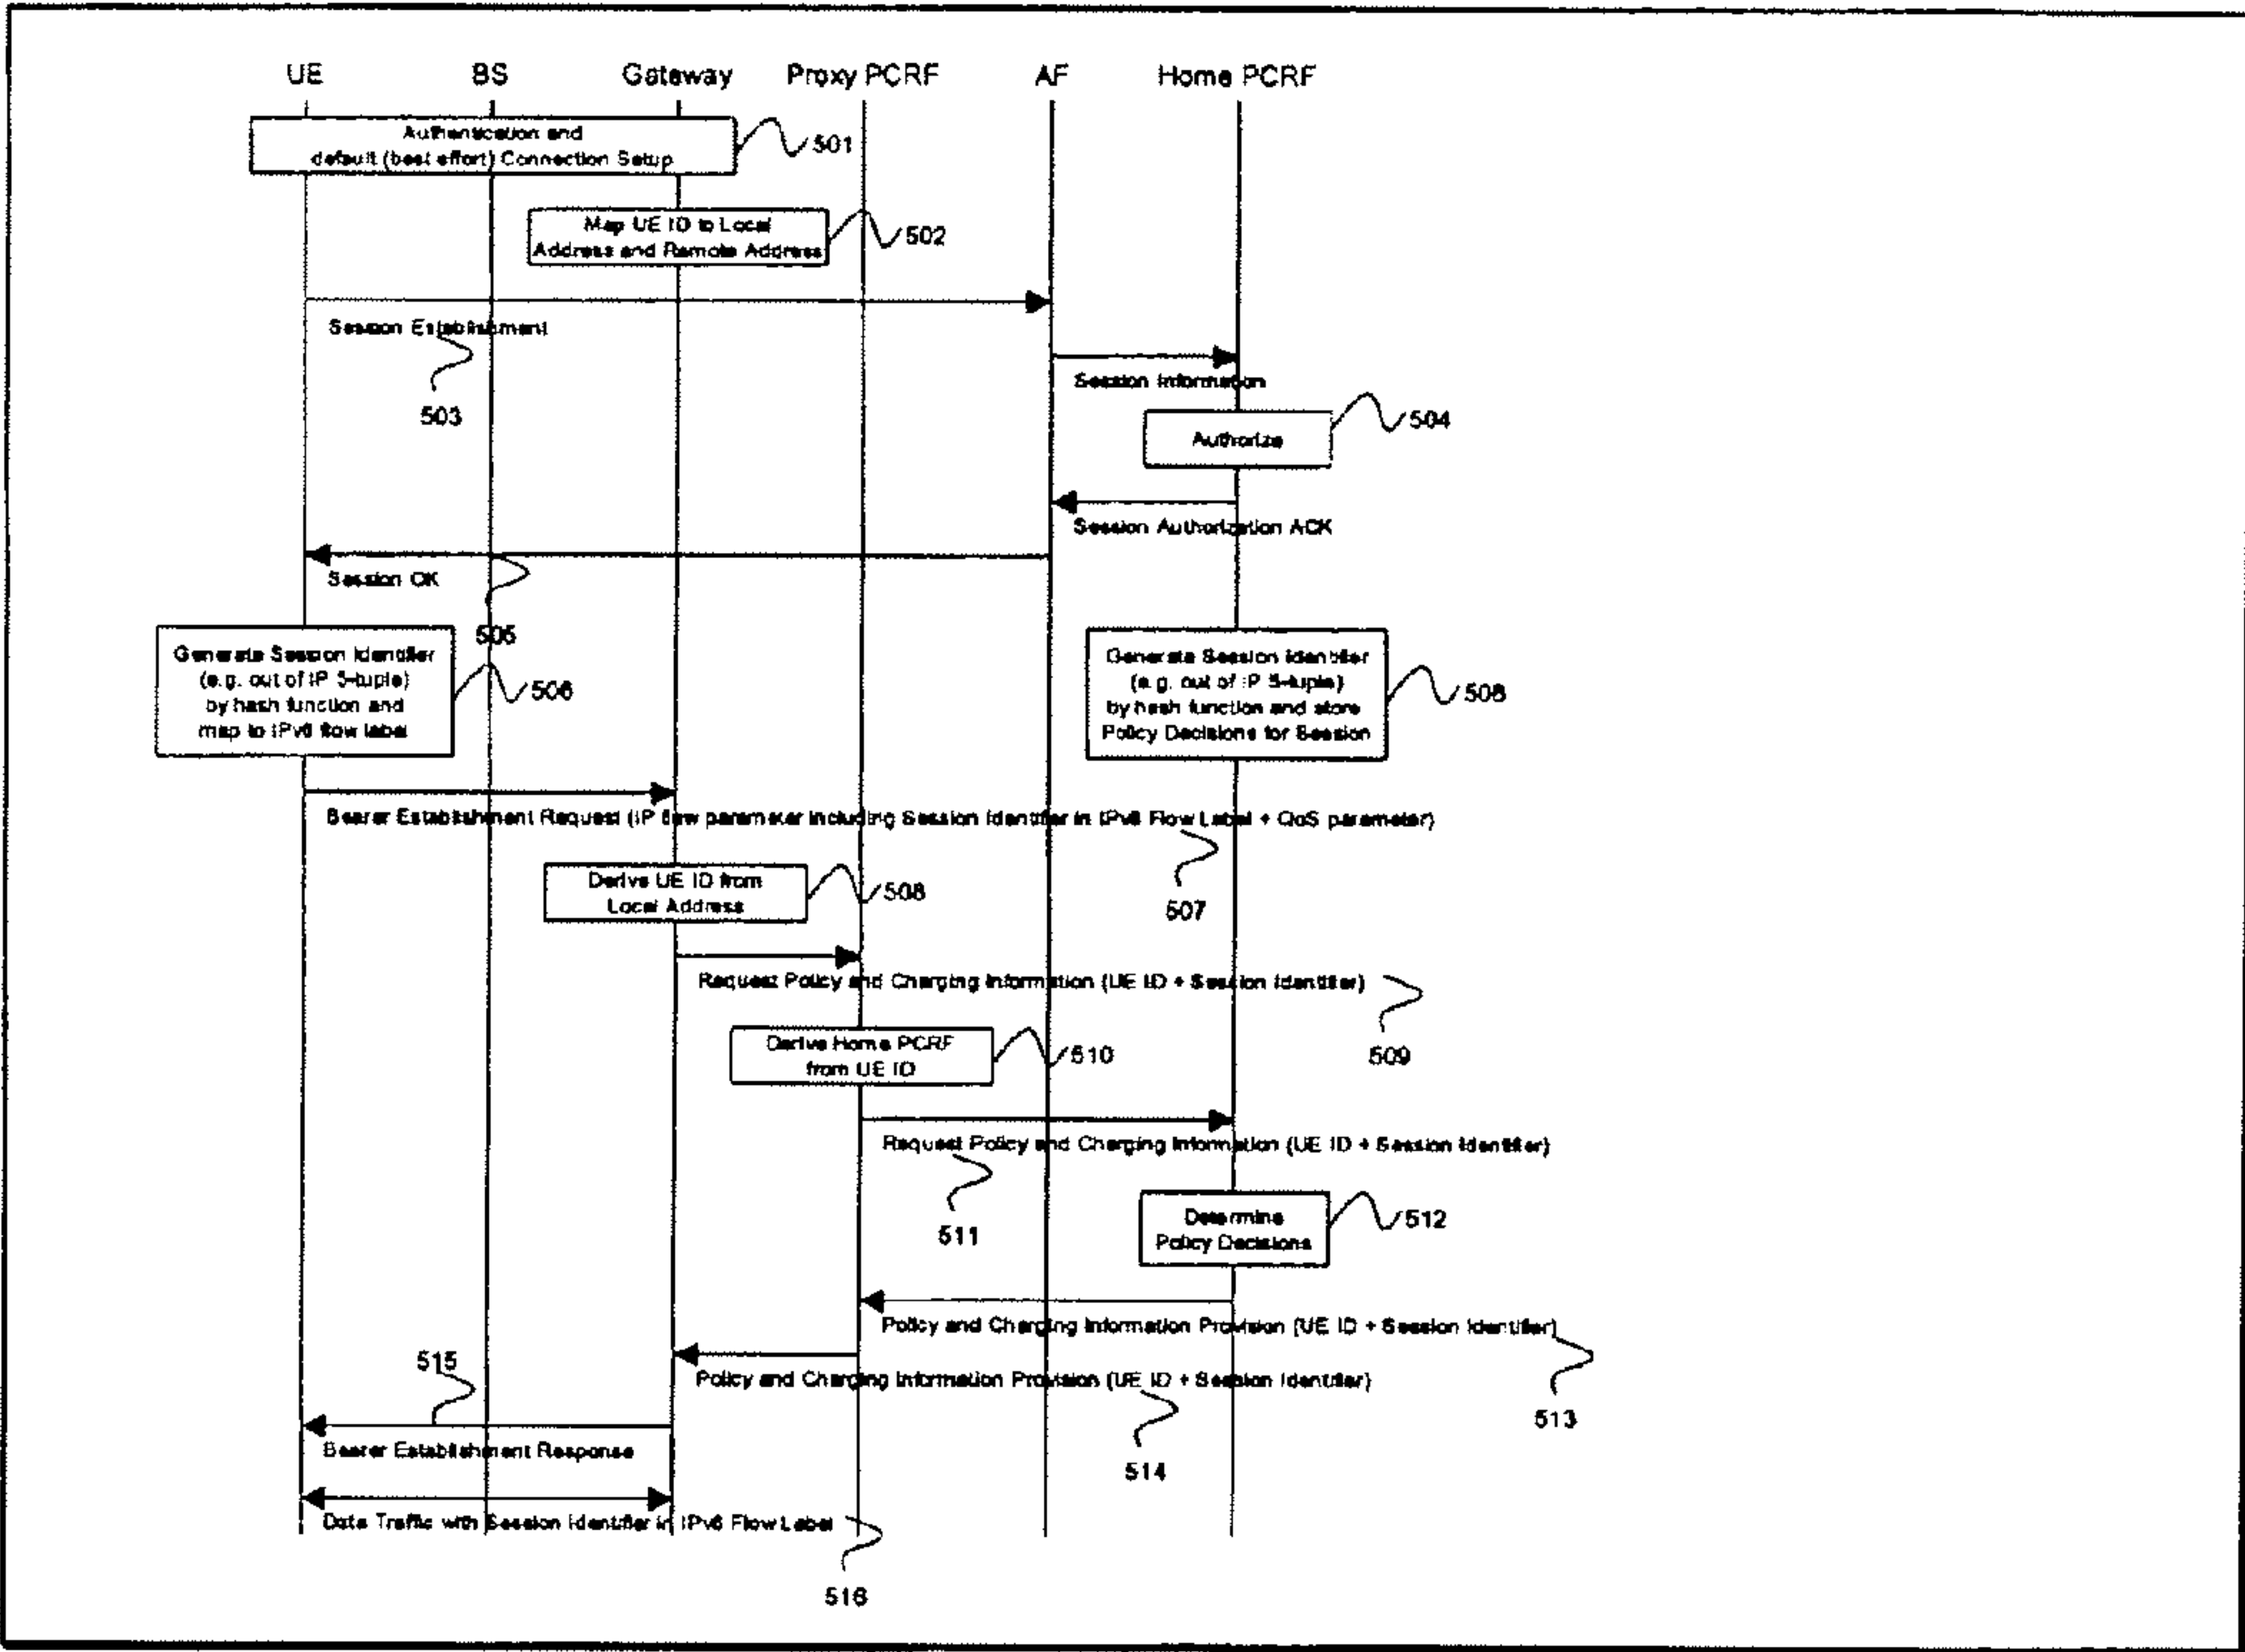 UE BS Gateway Proxy PCRF AF Home PCRF
Authentication and
default (best effort) Connection Setup
501
Map UE ID to Local
Address and Remote Address
502
Session Establishment
503
Session Information
Authorize
504
Session Authorization ACK
Session OK
505
Generate Session Identifier
(e.g. out of IP 5-tuple)
by hash function and
map to IPv6 flow label
506
Generate Session Identifier
(e.g. out of IP 5-tuple)
by hash function and store
Policy Decisions for Session
508
Bearer Establishment Request (IP flow parameter including Session Identifier in IPv6 Flow Label + QoS parameter)
507
Derive UE ID from
Local Address
508
Request Policy and Charging Information (UE ID + Session Identifier)
509
Derive Home PCRF
from UE ID
510
Request Policy and Charging Information (UE ID + Session Identifier)
511
Determine
Policy Decisions
512
Policy and Charging Information Provision (UE ID + Session Identifier)
513
Policy and Charging Information Provision (UE ID + Session Identifier)
514
515
Bearer Establishment Response
Data Traffic with Session Identifier in IPv6 Flow Label
516